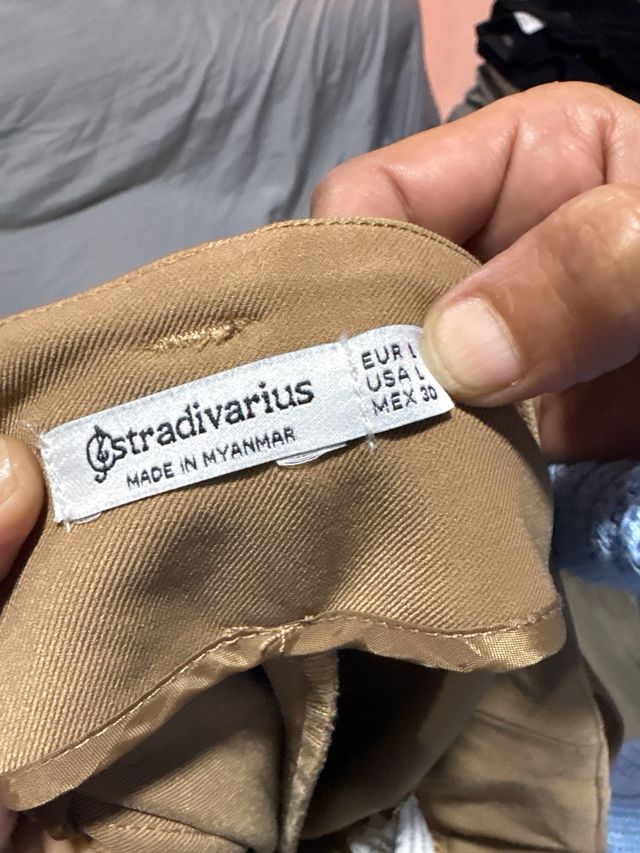 stradivarius
MADE IN MYANMAR
EUR L
USA L
MEX 30